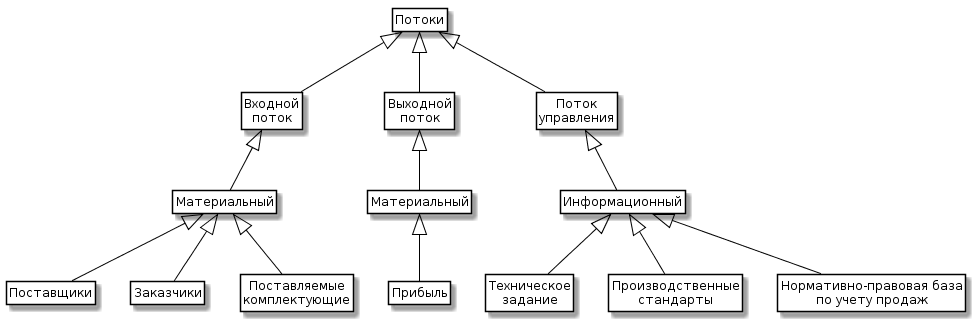 Потоки
Входной
поток
Выходной
поток
Поток
управления
Материальный
Материальный
Информационный
Поставщики
Заказчики
Поставляемые
комплектующие
Прибыль
Техническое
задание
Производственные
стандарты
Нормативно-правовая база
по учету продаж